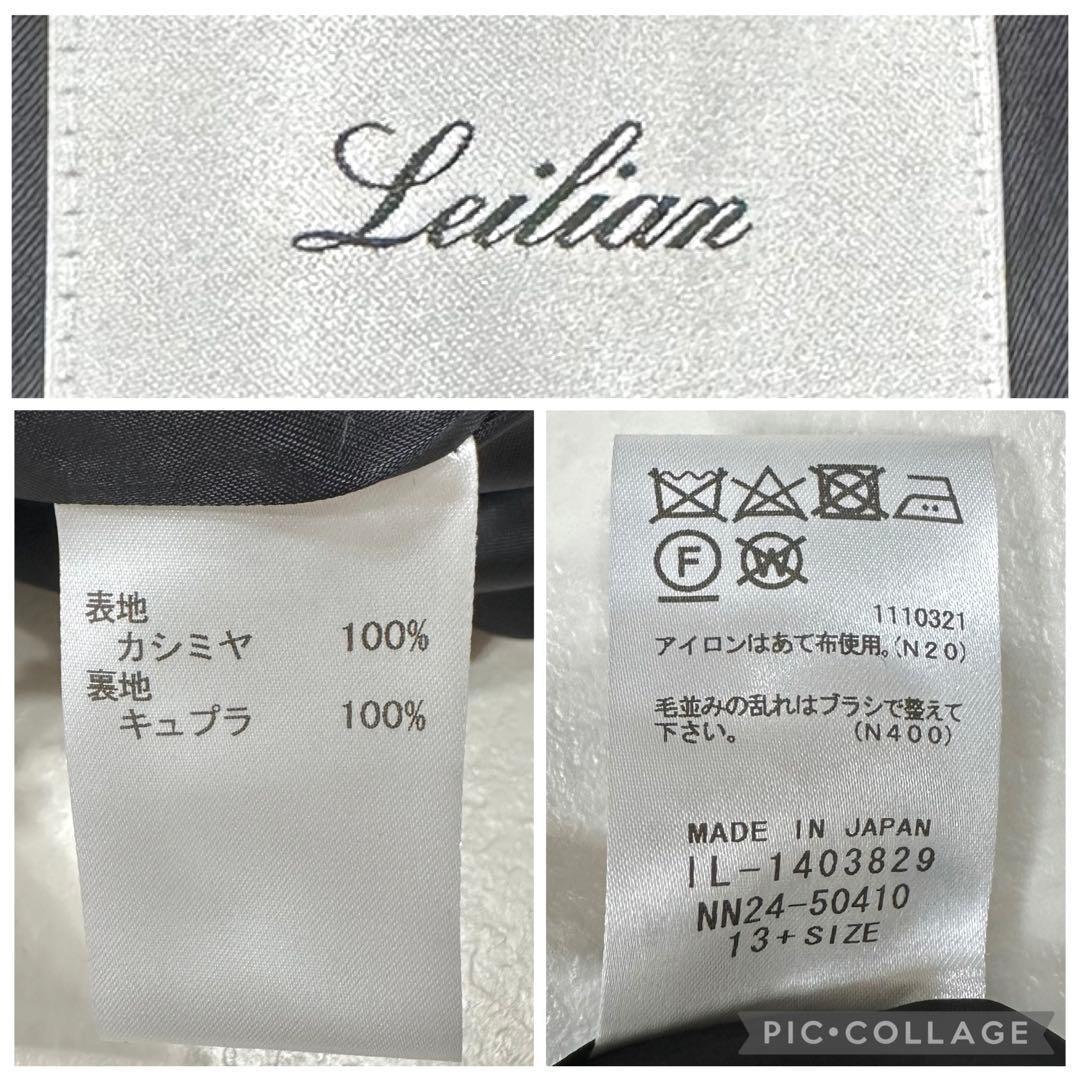 Leilian
表地
カシミヤ 100%
裏地
キュプラ 100%
F
W
1110321
アイロンはあて布使用。(N20)
毛並みの乱れはブラシで整えて
下さい。 (N400)
MADE IN JAPAN
IL-1403829
NN24-50410
13+SIZE
PIC•COLLAGE